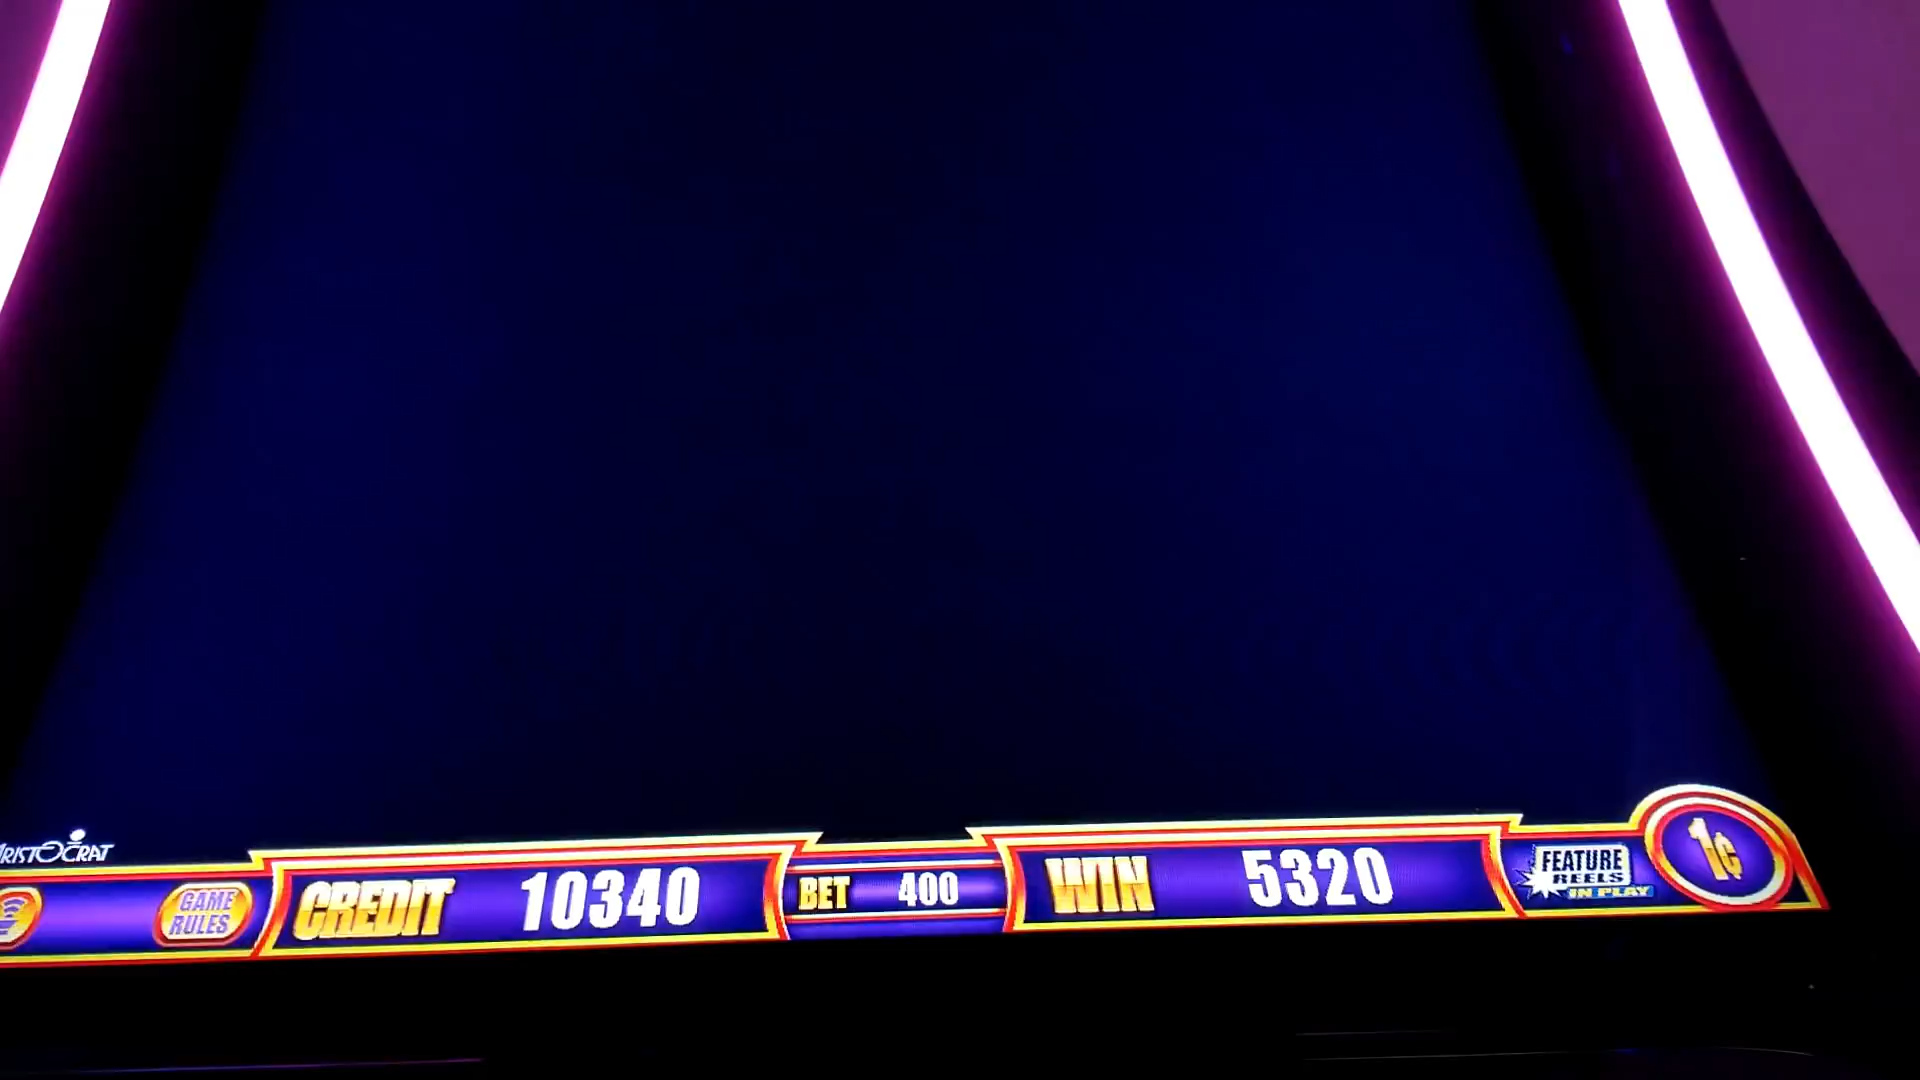 ARISTOCRAT
GAME RULES
CREDIT 10340
BET 400
WIN 5320
FEATURE REELS IN PLAY
1¢